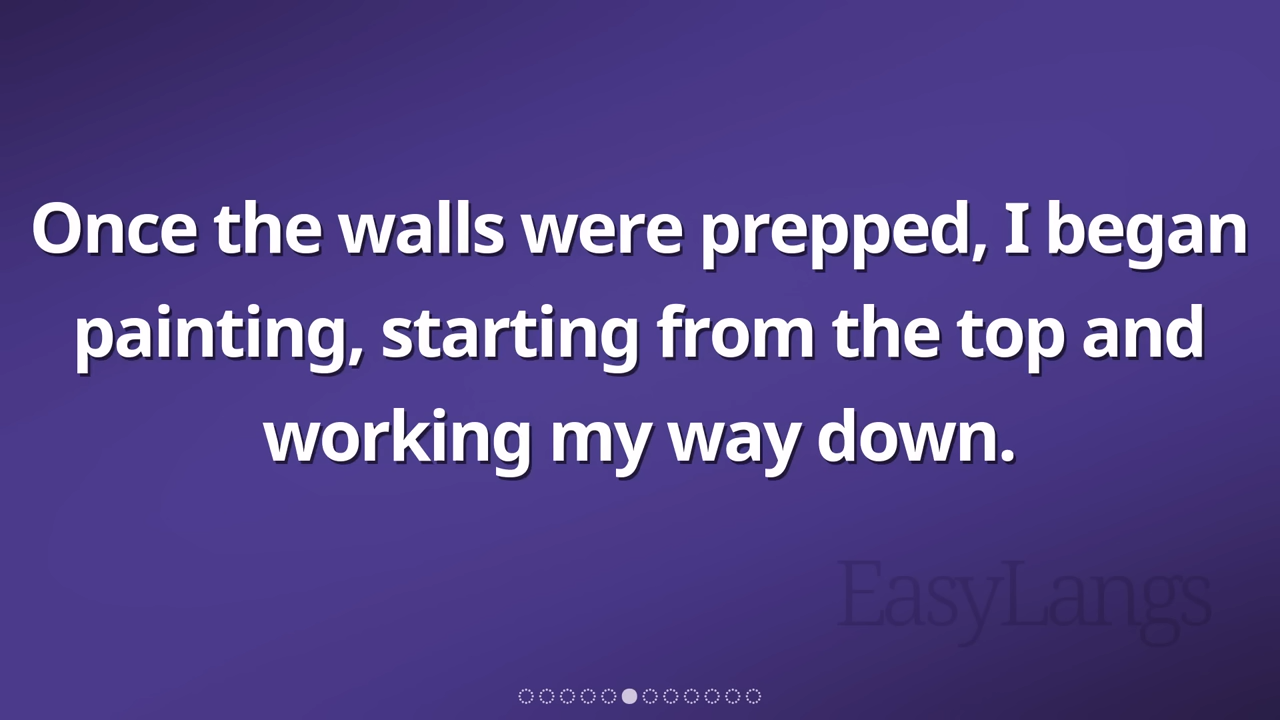 Once the walls were prepped, I began
painting, starting from the top and
working my way down.
EasyLangs